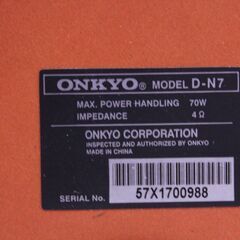 ONKYO® MODEL D-N7
MAX. POWER HANDLING 70W
IMPEDANCE 4 Ω
ONKYO CORPORATION
INSPECTED AND AUTHORIZED BY ONKYO
MADE IN CHINA
SERIAL No. 57X1700988